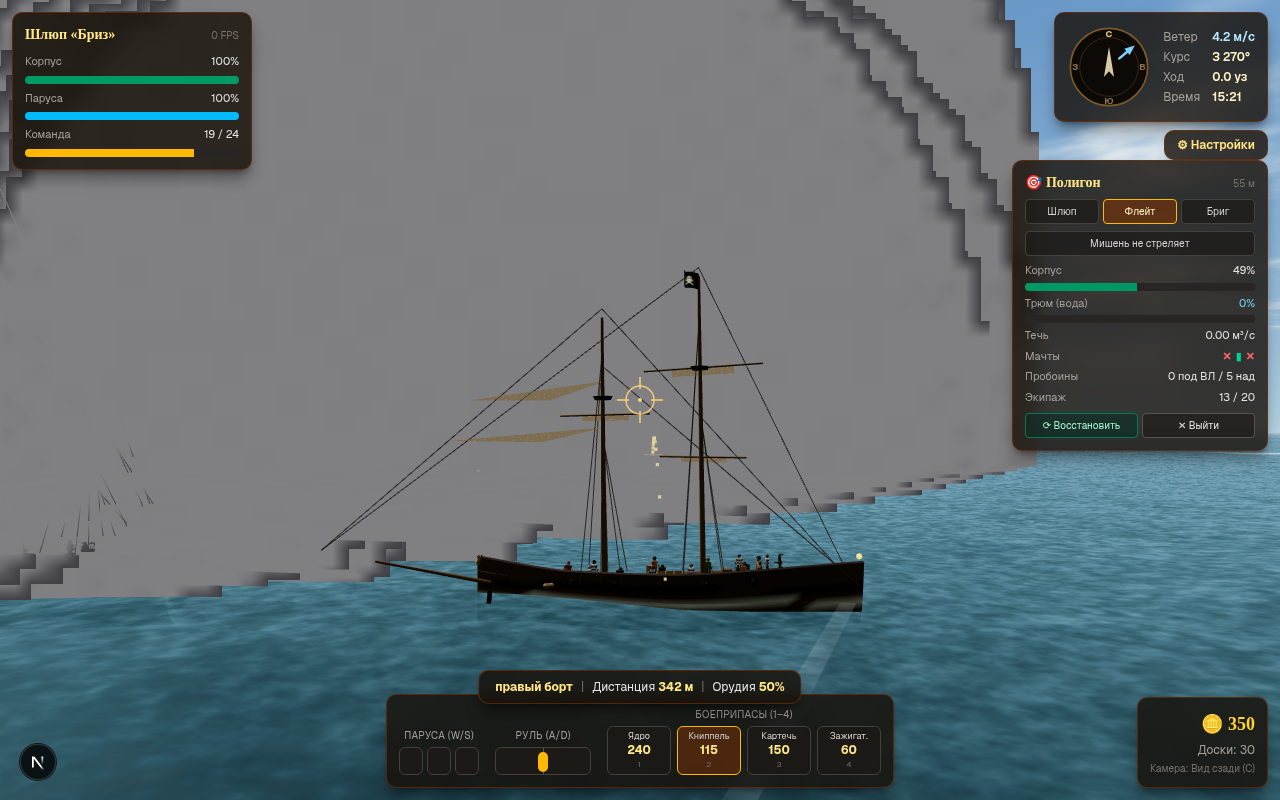 Шлюп «Бриз» 0 FPS
Корпус 100%
Паруса 100%
Команда 19 / 24
С
З В
Ю
Ветер 4.2 м/с
Курс З 270°
Ход 0.0 уз
Время 15:21
⚙ Настройки
🎯 Полигон 55 м
Шлюп Флейт Бриг
Мишень не стреляет
Корпус 49%
Трюм (вода) 0%
Течь 0.00 м³/с
Мачты ✕ ▮ ✕
Пробоины 0 под ВЛ / 5 над
Экипаж 13 / 20
⟳ Восстановить ✕ Выйти
правый борт | Дистанция 342 м | Орудия 50%
БОЕПРИПАСЫ (1–4)
ПАРУСА (W/S) РУЛЬ (A/D)
Ядро Книппель Картечь Зажигат.
240 115 150 60
1 2 3 4
🪙 350
Доски: 30
Камера: Вид сзади (C)
N